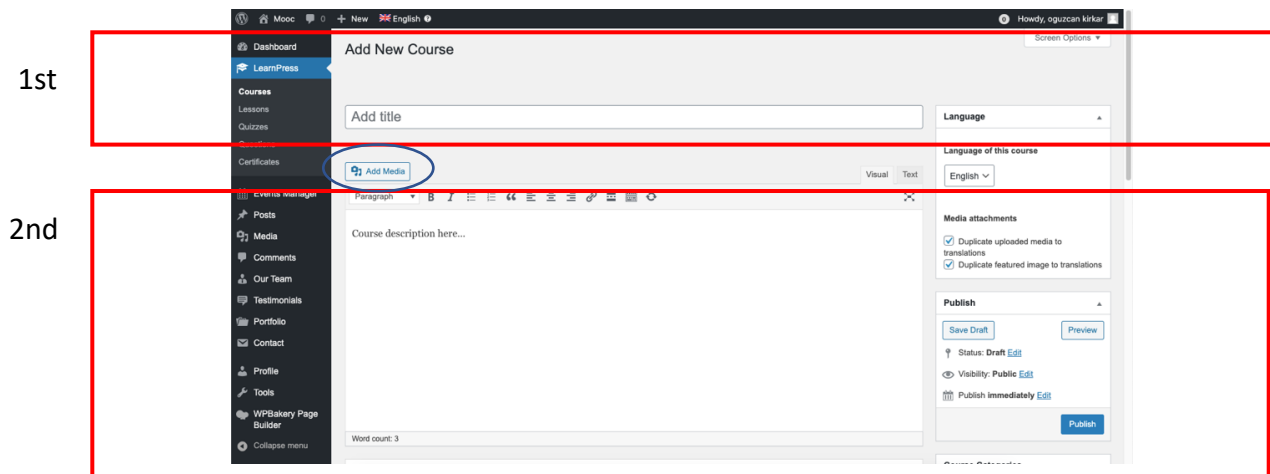 Mooc 0 + New English
0 Howdy, oguzcan kirkar
Screen Options
1st
2nd
Dashboard
LearnPress
Courses
Lessons
Quizzes
Questions
Certificates
Events Manager
Posts
Media
Comments
Our Team
Testimonials
Portfolio
Contact
Profile
Tools
WPBakery Page
Builder
Collapse menu
Add New Course
Add title
Add Media
Visual Text
Paragraph B I
Course description here...
Word count: 3
Language
Language of this course
English
Media attachments
Duplicate uploaded media to
translations
Duplicate featured image to translations
Publish
Save Draft Preview
Status: Draft Edit
Visibility: Public Edit
Publish immediately Edit
Publish
Course Categories